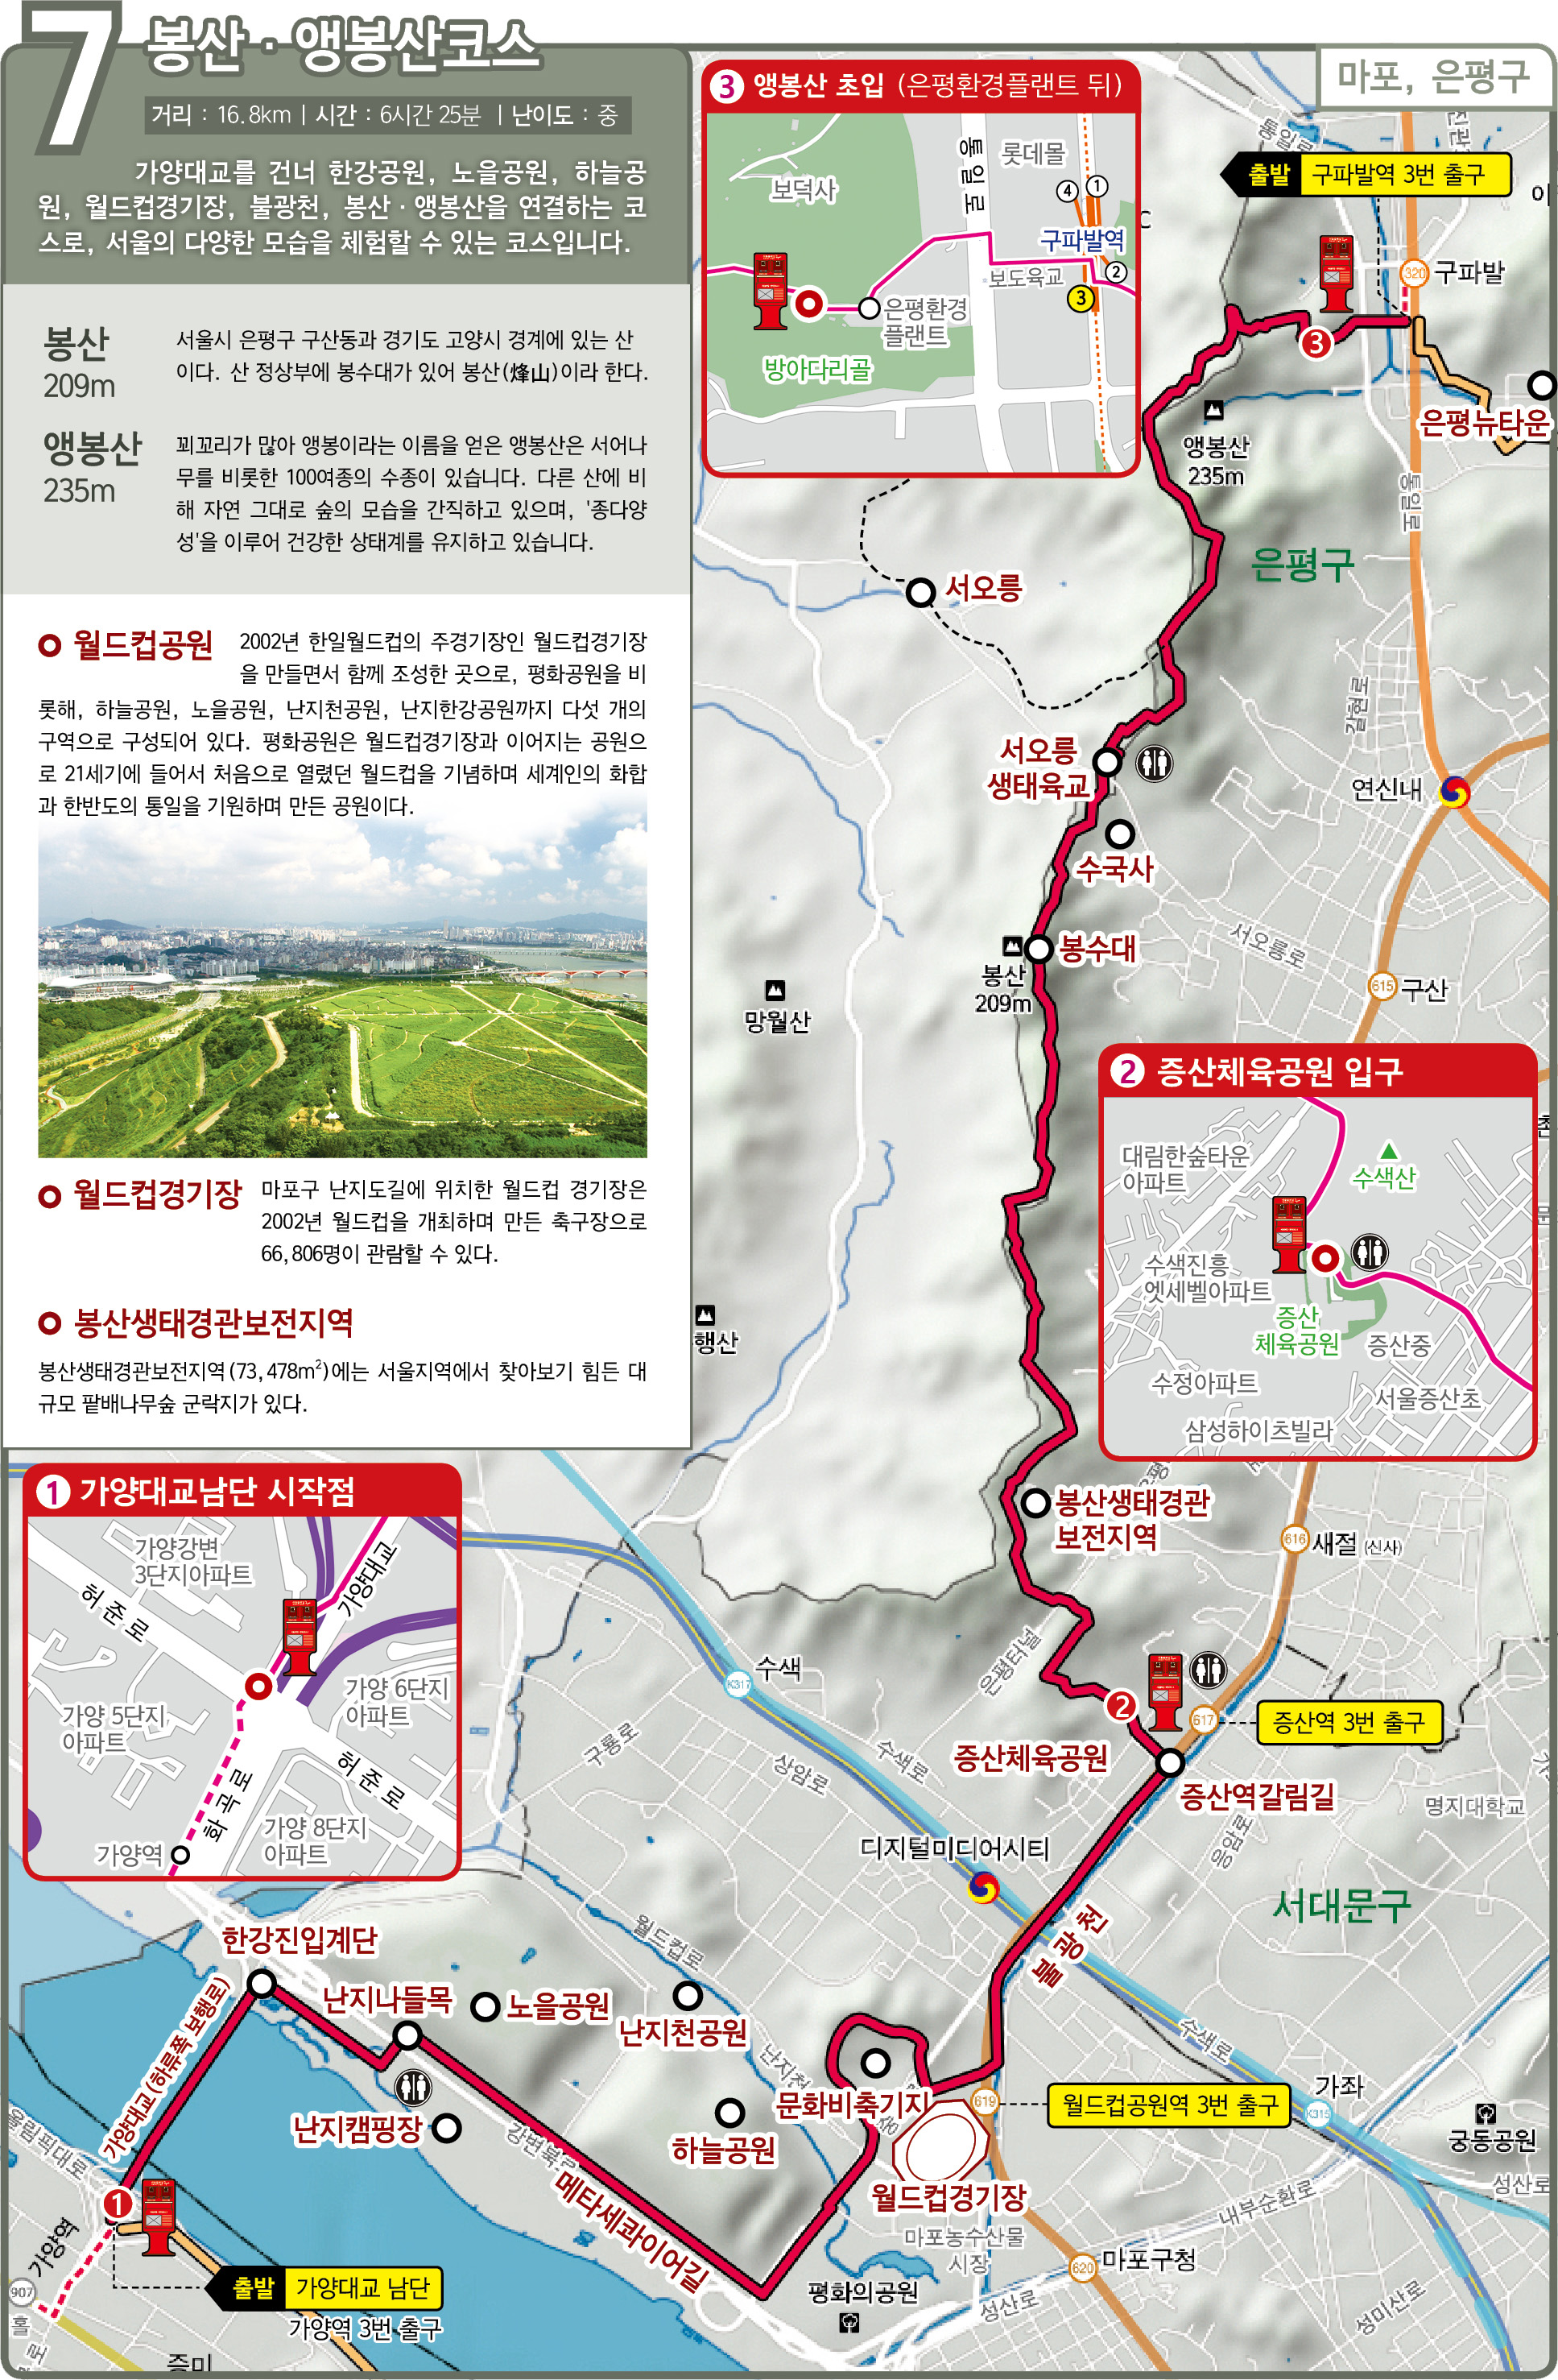 7 봉산 · 앵봉산코스
거리 : 16.8km | 시간 : 6시간 25분 | 난이도 : 중
가양대교를 건너 한강공원, 노을공원, 하늘공
원, 월드컵경기장, 불광천, 봉산 · 앵봉산을 연결하는 코
스로, 서울의 다양한 모습을 체험할 수 있는 코스입니다.
봉산
209m
서울시 은평구 구산동과 경기도 고양시 경계에 있는 산
이다. 산 정상부에 봉수대가 있어 봉산(烽山)이라 한다.
앵봉산
235m
꾀꼬리가 많아 앵봉이라는 이름을 얻은 앵봉산은 서어나
무를 비롯한 100여종의 수종이 있습니다. 다른 산에 비
해 자연 그대로 숲의 모습을 간직하고 있으며, '종다양
성'을 이루어 건강한 상태계를 유지하고 있습니다.
월드컵공원
2002년 한일월드컵의 주경기장인 월드컵경기장
을 만들면서 함께 조성한 곳으로, 평화공원을 비
롯해, 하늘공원, 노을공원, 난지천공원, 난지한강공원까지 다섯 개의
구역으로 구성되어 있다. 평화공원은 월드컵경기장과 이어지는 공원으
로 21세기에 들어서 처음으로 열렸던 월드컵을 기념하며 세계인의 화합
과 한반도의 통일을 기원하며 만든 공원이다.
월드컵경기장
마포구 난지도길에 위치한 월드컵 경기장은
2002년 월드컵을 개최하며 만든 축구장으로
66,806명이 관람할 수 있다.
봉산생태경관보전지역
봉산생태경관보전지역(73,478m²)에는 서울지역에서 찾아보기 힘든 대
규모 팥배나무숲 군락지가 있다.
마포, 은평구
3 앵봉산 초입 (은평환경플랜트 뒤)
보덕사
통일로
롯데몰
4
1
구파발역
2
3
보도육교
은평환경
플랜트
방아다리골
출발 구파발역 3번 출구
통일로
320 구파발
3
은평뉴타운
앵봉산
235m
통일로
은평구
서오릉
갈현로
서오릉
생태육교
연신내
수국사
서오릉로
봉수대
봉산
209m
615 구산
망월산
2 증산체육공원 입구
대림한숲타운
아파트
수색산
수색진흥
엣세벨아파트
증산
체육공원
증산중
수정아파트
서울증산초
삼성하이츠빌라
행산
봉산생태경관
보전지역
616 새절 (신사)
은평터널
1 가양대교남단 시작점
가양강변
3단지아파트
가양대교
허준로
가양 6단지
아파트
가양 5단지
아파트
허준로
화곡로
가양 8단지
아파트
가양역
K317 수색
구룡로
상암로
수색로
2
617
증산역 3번 출구
증산체육공원
증산역갈림길
응암로
명지대학교
디지털미디어시티
서대문구
불광천
한강진입계단
월드컵로
난지나들목
노을공원
난지천공원
가양대교(하류쪽 보행로)
난지천
문화비축기지
619
월드컵공원역 3번 출구
수색로
가좌
K315
궁동공원
난지캠핑장
하늘공원
강변북로
올림픽대로
1
메타세콰이어길
월드컵경기장
마포농수산물
시장
내부순환로
성산로
가양역
907
출발 가양대교 남단
가양역 3번 출구
평화의공원
620 마포구청
성산로
성미산로
증미